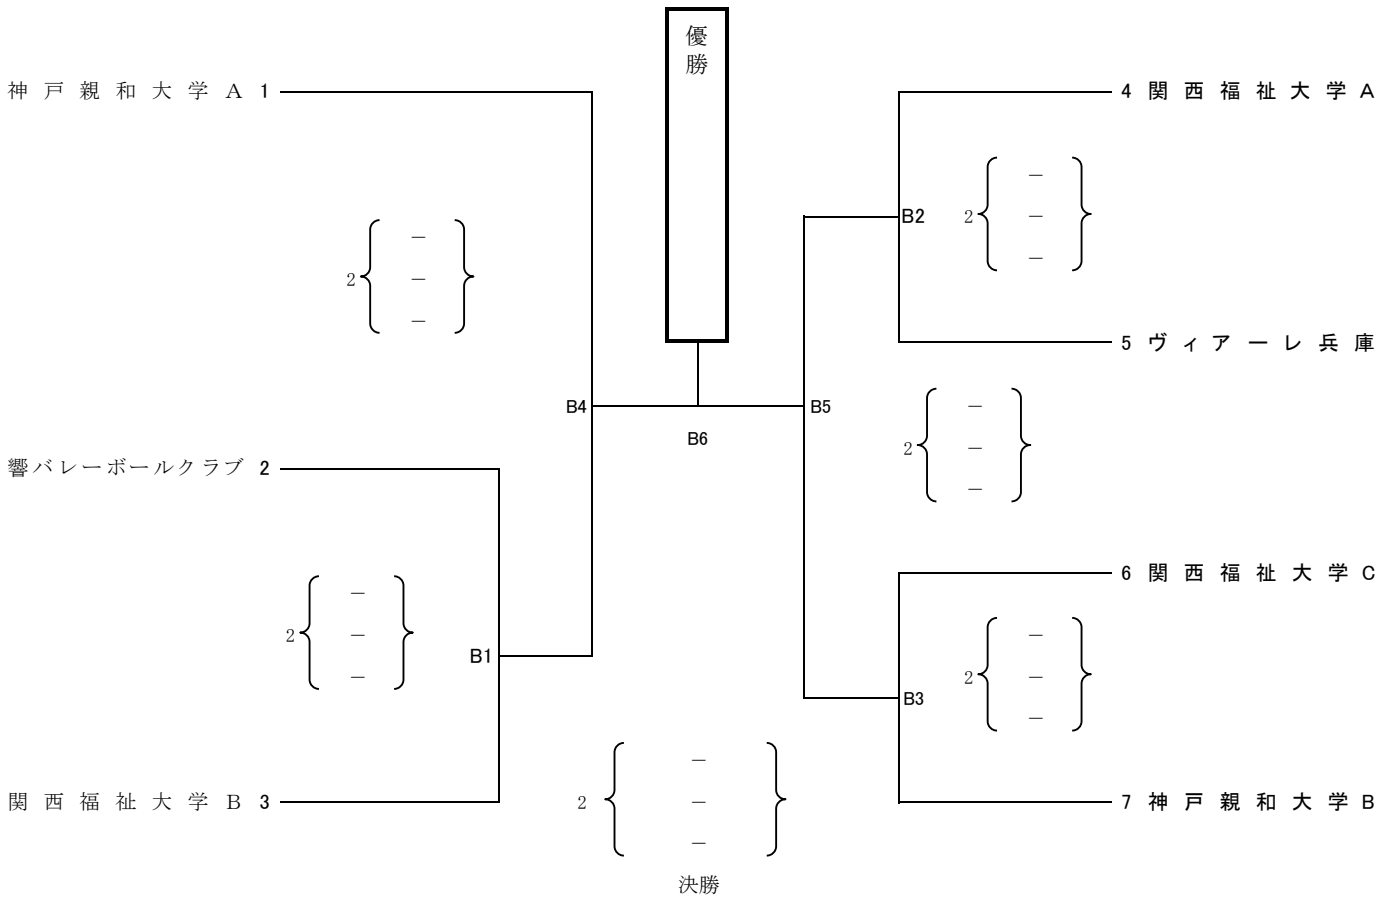 優勝
神戸親和大学A 1
4 関西福祉大学A
－
2 － B2
－
－
2 －
－
5 ヴィアーレ兵庫
B4 B5
B6
－
2 －
－
響バレーボールクラブ 2
6 関西福祉大学C
－
2 －
－
B1
－
2 －
－
B3
関西福祉大学B 3
7 神戸親和大学B
－
2 －
－
決勝